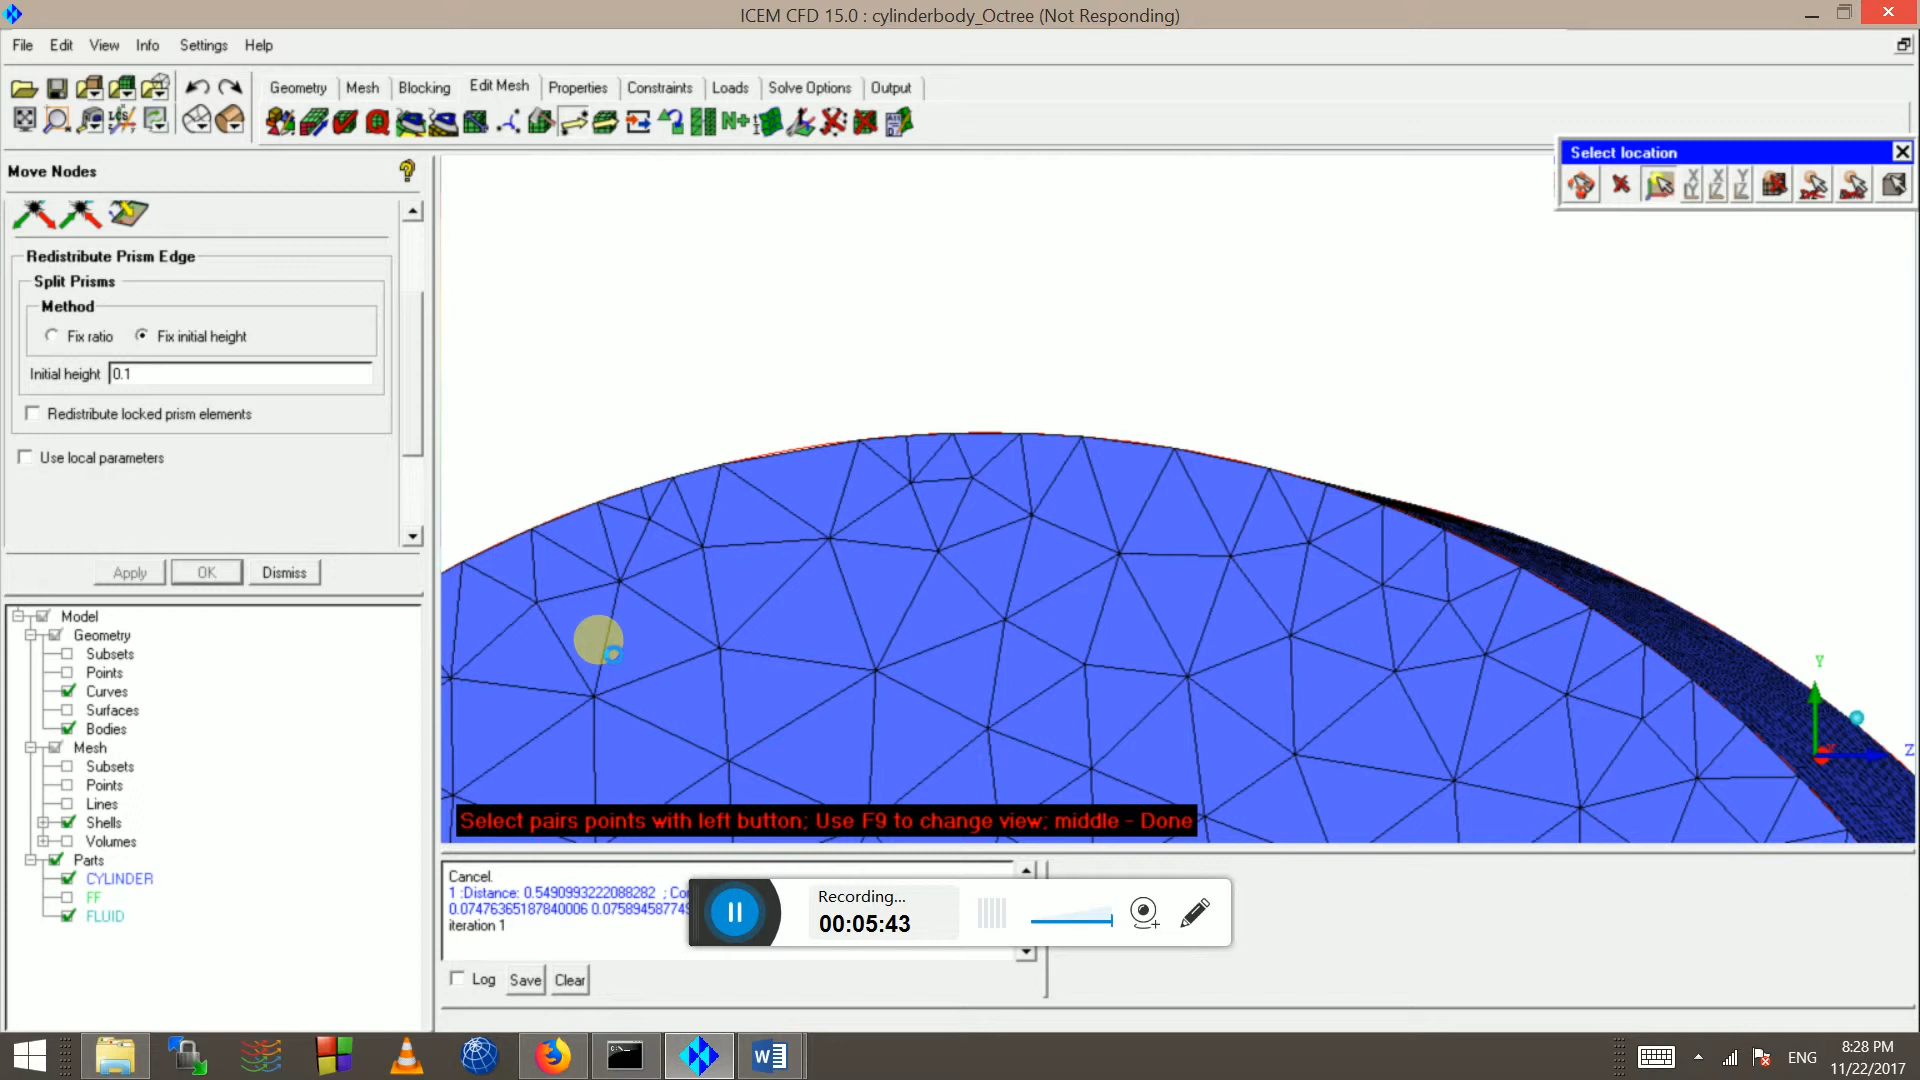 ICEM CFD 15.0 : cylinderbody_Octree (Not Responding)
File Edit View Info Settings Help
Geometry Mesh Blocking Edit Mesh Properties Constraints Loads Solve Options Output
Select location
Move Nodes
Redistribute Prism Edge
Split Prisms
Method
Fix ratio Fix initial height
Initial height 0.1
Redistribute locked prism elements
Use local parameters
Apply OK Dismiss
Model
Geometry
Subsets
Points
Curves
Surfaces
Bodies
Mesh
Subsets
Points
Lines
Shells
Volumes
Parts
CYLINDER
FF
FLUID
Y
Z
Select pairs points with left button; Use F9 to change view; middle - Done
Cancel.
1 :Distance: 0.5490993222088282 ;
0.07476365187840006
iteration 1
Recording...
00:05:43
Log Save Clear
ENG
8:28 PM
11/22/2017